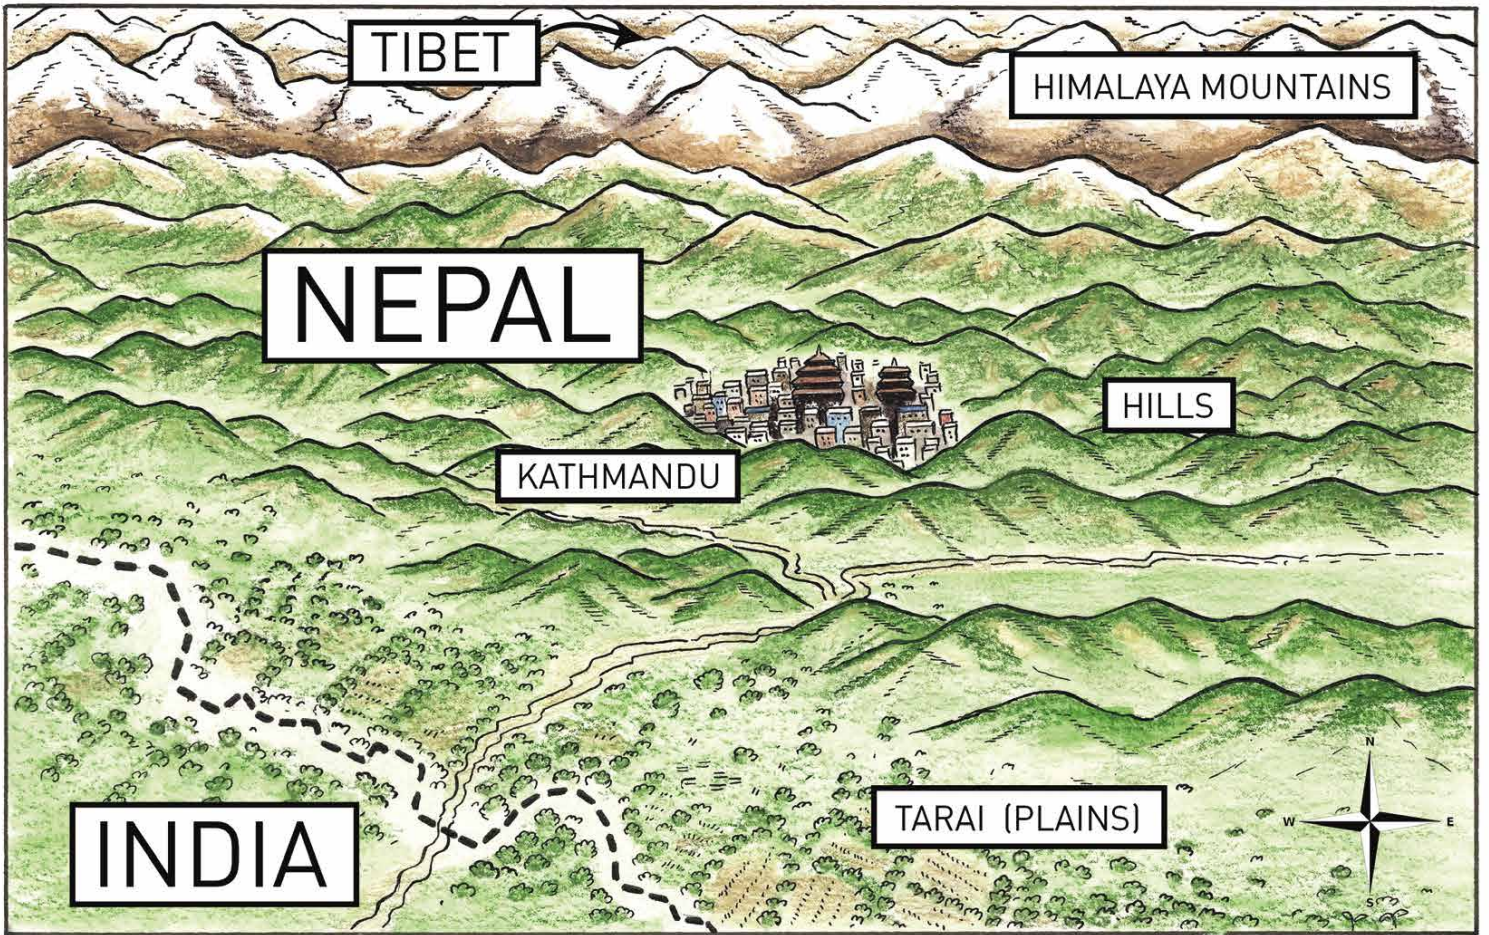 TIBET
HIMALAYA MOUNTAINS
NEPAL
HILLS
KATHMANDU
N
TARAI (PLAINS)
W
E
INDIA
S